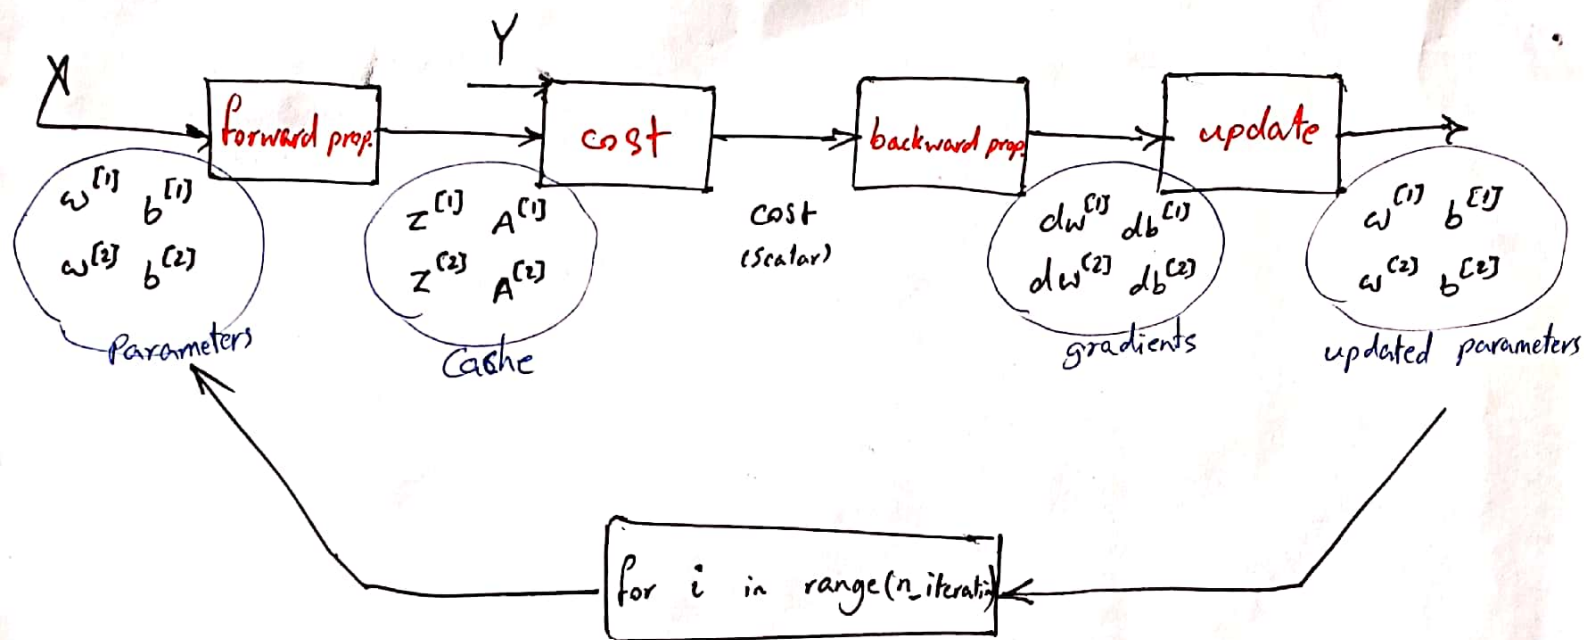 X
Y
forward prop.
cost
backward prop.
update
w[1] b[1]
w[2] b[2]
Parameters
z[1] A[1]
z[2] A[2]
Cashe
cost
(scalar)
dw[1] db[1]
dw[2] db[2]
gradients
w[1] b[1]
w[2] b[2]
updated parameters
for i in range(n_iterati)